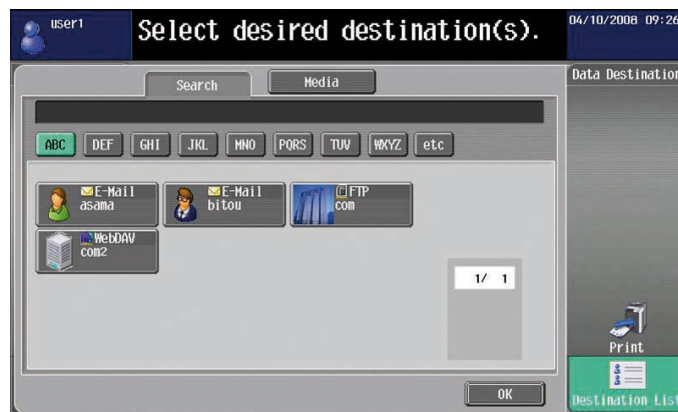 user1
Select desired destination(s).
04/10/2008 09:26
Search
Media
Data Destination
ABC
DEF
GHI
JKL
MNO
PQRS
TUV
WXYZ
etc
E-Mail
asama
E-Mail
bitou
FTP
com
WebDAV
com2
1/ 1
Print
OK
Destination List